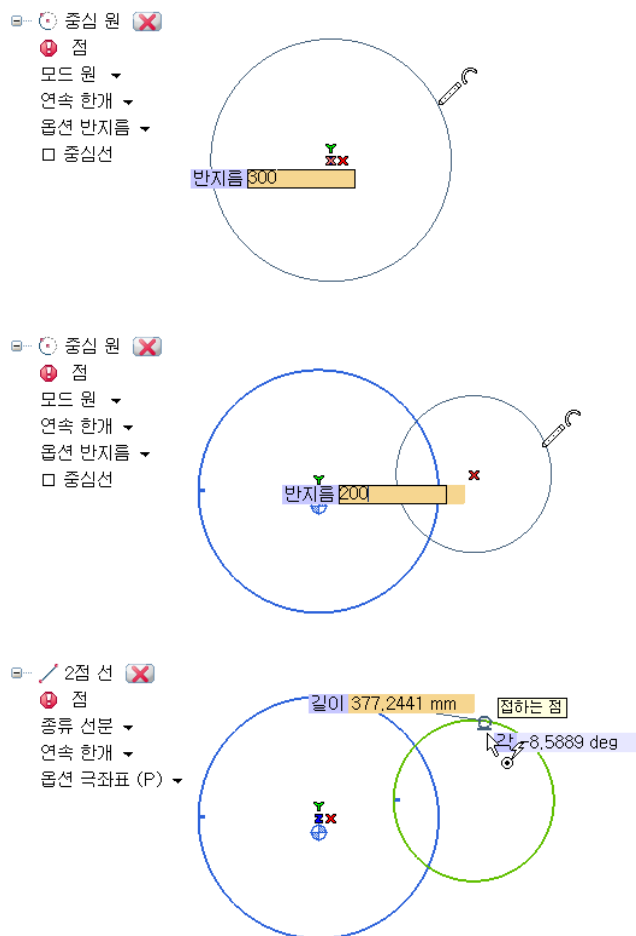 중심 원
점
모드 원
연속 한개
옵션 반지름
중심선
Y
X
반지름 300
중심 원
점
모드 원
연속 한개
옵션 반지름
중심선
Y
X
반지름 200
2점 선
점
종류 선분
연속 한개
옵션 극좌표 (P)
길이 377,2441 mm
접하는 점
각 -8,5889 deg
Y
Z X